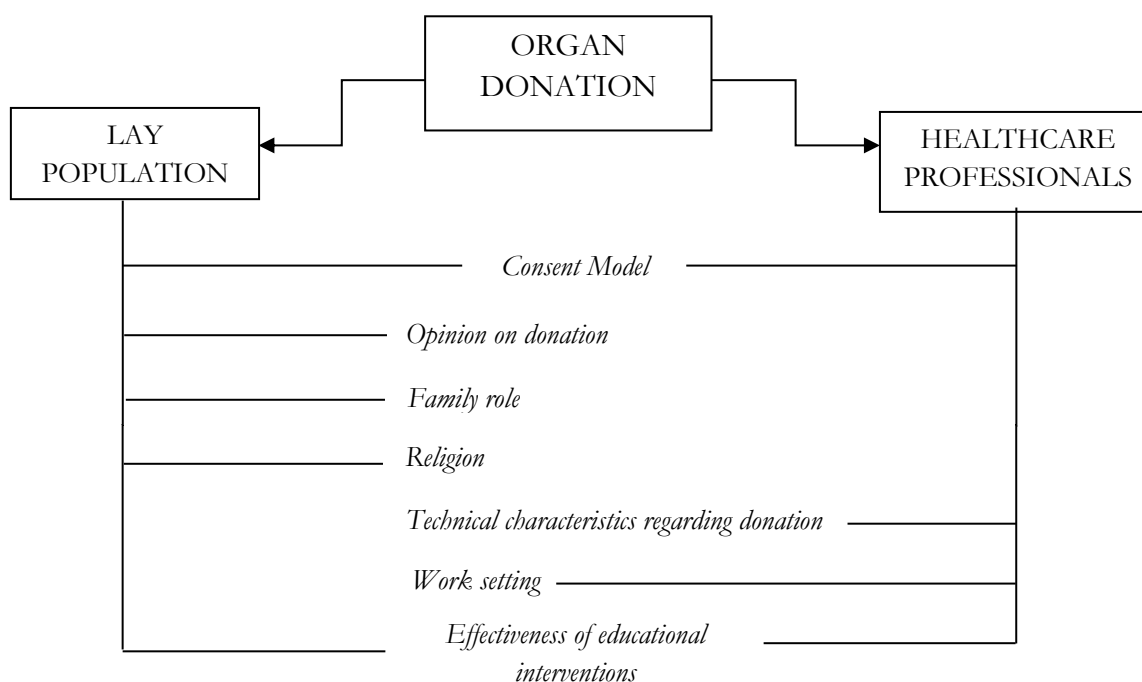 ORGAN
DONATION
LAY
POPULATION
HEALTHCARE
PROFESSIONALS
Consent Model
Opinion on donation
Family role
Religion
Technical characteristics regarding donation
Work setting
Effectiveness of educational
interventions